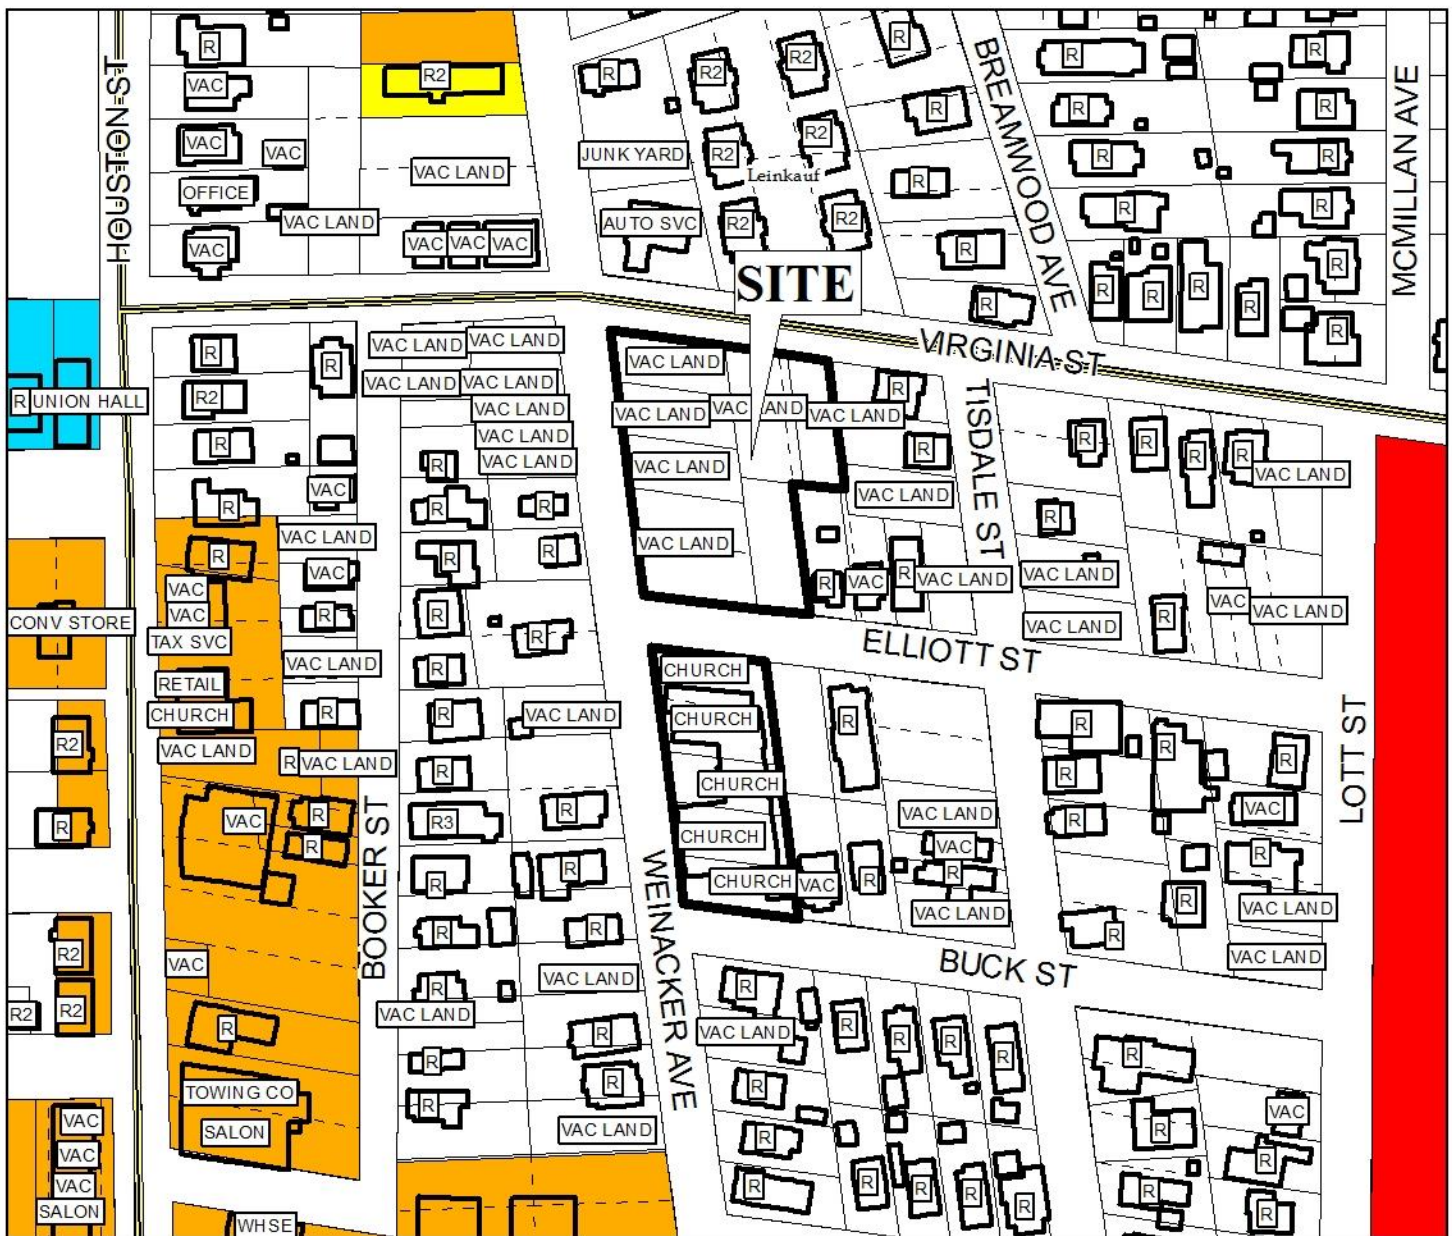 R
R
R2
R2
R2
R
R
R
VAC
R
R
R
R
VAC
VAC
JUNK YARD
R2
R2
Leinkauf
R
R
R
VAC LAND
OFFICE
VAC LAND
AUTO SVC
R2
R2
R
R
VAC
VAC
VAC
VAC
R
R
R
R
R
R
R
R
SITE
HOUSTON ST
BREAMWOOD AVE
MCMILLAN AVE
VIRGINIA ST
R
R
VAC LAND
VAC LAND
VAC LAND
VAC LAND
VAC LAND
R
R UNION HALL
R2
VAC LAND
VAC LAND
VAC LAND
VAC LAND
TISDALE ST
R
VAC LAND
R
R
R
R
R
R
VAC
R
VAC LAND
VAC LAND
VAC LAND
VAC LAND
R
R
R
VAC LAND
R
VAC LAND
R
R
VAC LAND
R
VAC
R
VAC LAND
VAC LAND
VAC
VAC
VAC
VAC LAND
CONV STORE
R
R
R
VAC LAND
R
TAX SVC
VAC LAND
R
ELLIOTT ST
RETAIL
CHURCH
CHURCH
R
R
VAC LAND
CHURCH
R
R
R
R2
VAC LAND
R
VAC LAND
R
CHURCH
R
R
LOTT ST
R
VAC
R
R
R3
R
CHURCH
VAC LAND
R
VAC
BOOKER ST
R
R
CHURCH
VAC
R
VAC
R
R
WEINACKER AVE
VAC LAND
R
VAC LAND
R2
R
R
R
VAC
VAC LAND
BUCK ST
VAC LAND
R2
R2
R
VAC LAND
R
R
VAC LAND
R
R
R
R
R
R
R
R
TOWING CO
SALON
R
R
VAC LAND
R
R
R
VAC
R
VAC
VAC
VAC
SALON
R
R
R
R
R
R
R
WHSE